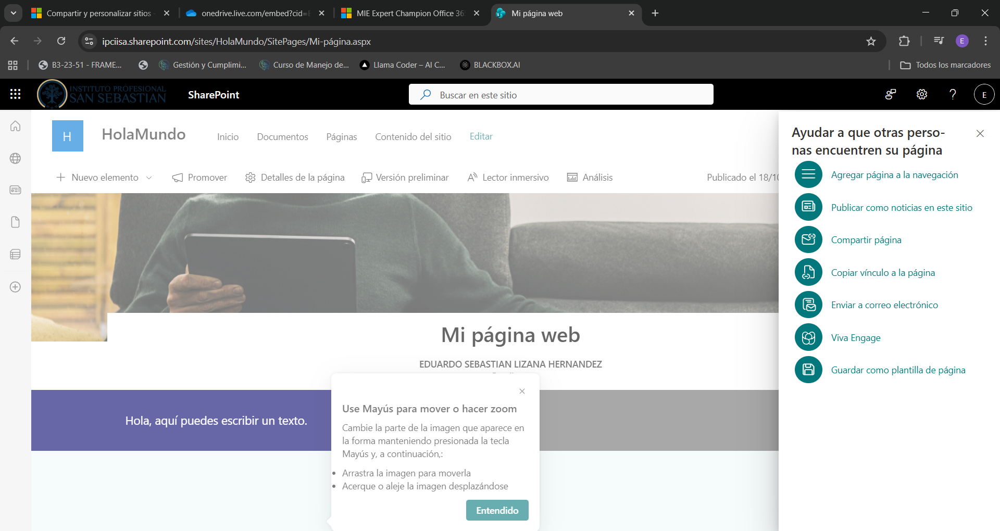 Compartir y personalizar sitios
onedrive.live.com/embed?cid=
MIE Expert Champion Office 36
Mi página web
ipciisa.sharepoint.com/sites/HolaMundo/SitePages/Mi-página.aspx
E
B3-23-51 - FRAME...
Gestión y Cumplimi...
Curso de Manejo de...
Llama Coder – AI C...
BLACKBOX.AI
Todos los marcadores
INSTITUTO PROFESIONAL
SAN SEBASTIAN
SharePoint
Buscar en este sitio
E
H
HolaMundo
Inicio
Documentos
Páginas
Contenido del sitio
Editar
Nuevo elemento
Promover
Detalles de la página
Versión preliminar
Lector inmersivo
Análisis
Publicado el 18/10
Mi página web
EDUARDO SEBASTIAN LIZANA HERNANDEZ
Hola, aquí puedes escribir un texto.
Use Mayús para mover o hacer zoom
Cambie la parte de la imagen que aparece en
la forma manteniendo presionada la tecla
Mayús y, a continuación,:
• Arrastra la imagen para moverla
• Acerque o aleje la imagen desplazándose
Entendido
Ayudar a que otras perso-
nas encuentren su página
Agregar página a la navegación
Publicar como noticias en este sitio
Compartir página
Copiar vínculo a la página
Enviar a correo electrónico
Viva Engage
Guardar como plantilla de página